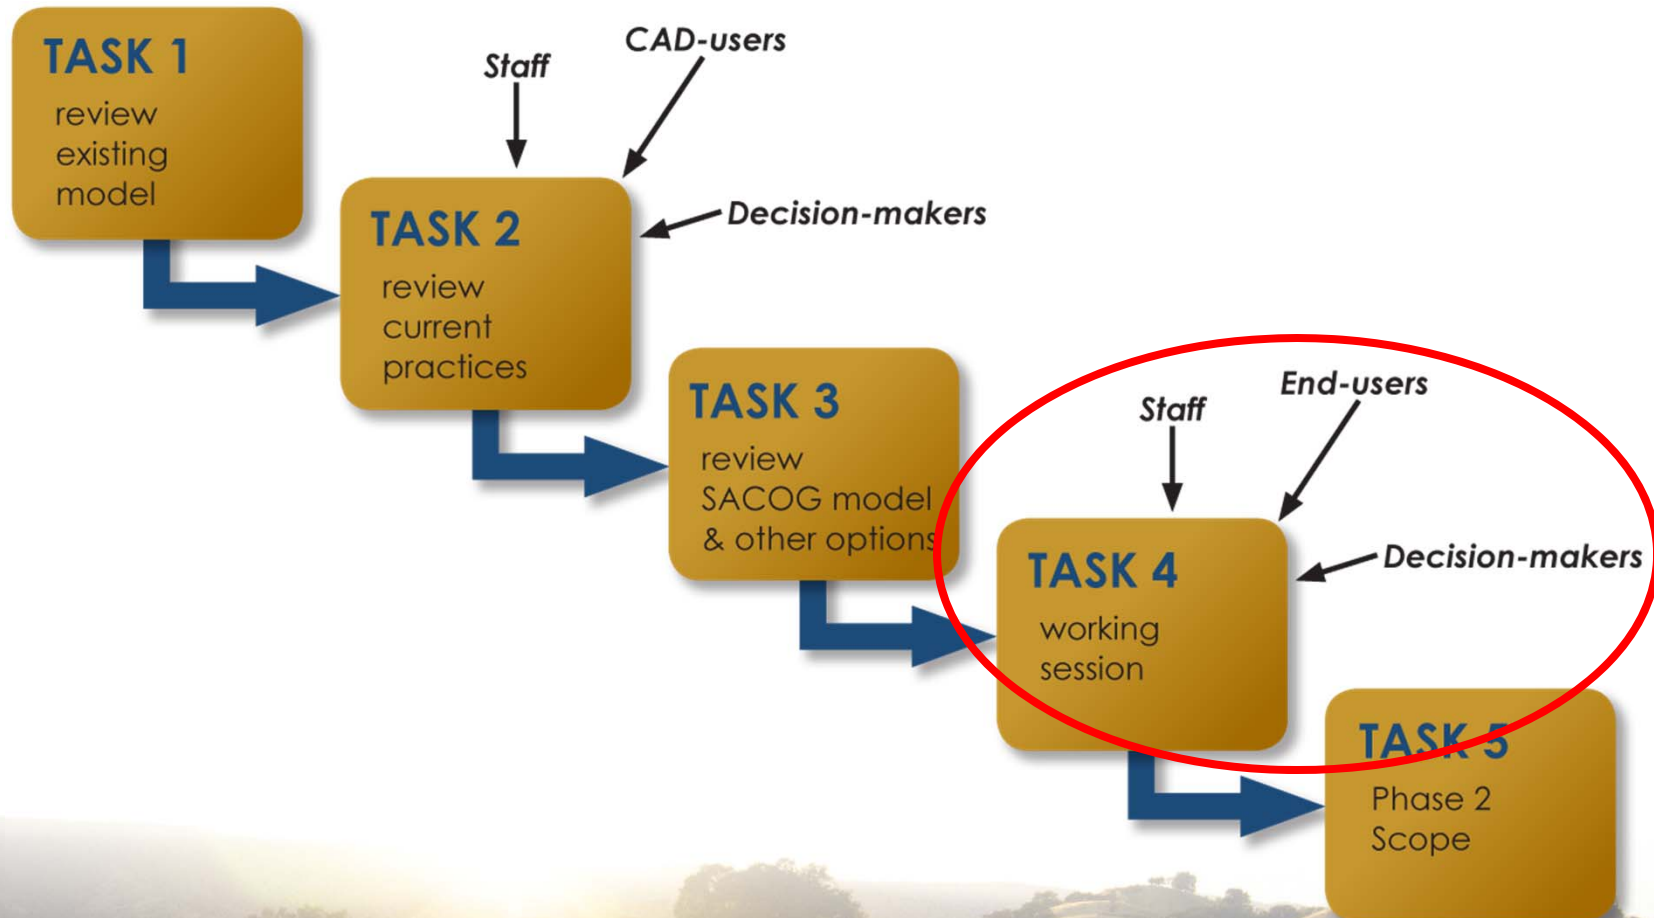 TASK 1
review
existing
model
Staff
CAD-users
Decision-makers
TASK 2
review
current
practices
TASK 3
review
SACOG model
& other options
Staff
End-users
Decision-makers
TASK 4
working
session
TASK 5
Phase 2
Scope